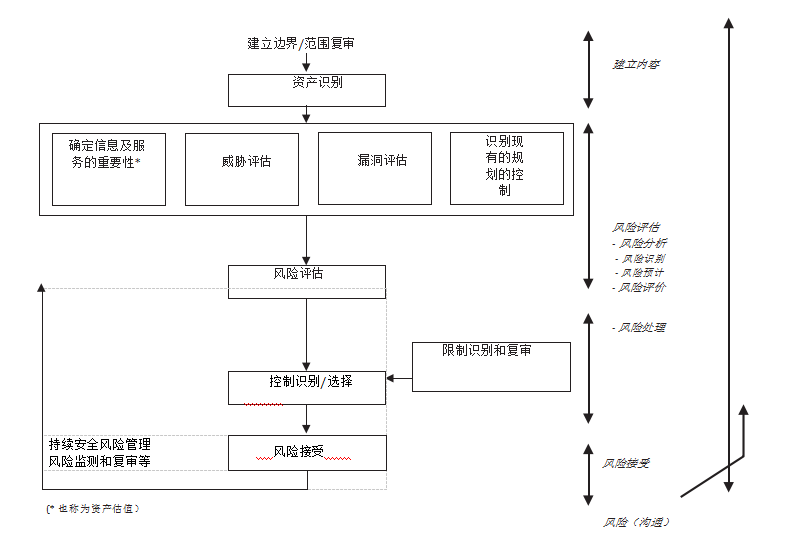 建立边界/范围复审
资产识别
确定信息及服
务的重要性*
威胁评估
漏洞评估
识别现
有的规
划的控
制
风险评估
控制识别/选择
限制识别和复审
风险接受
持续安全风险管理
风险监测和复审等
(* 也称为资产估值)
建立内容
风险评估
- 风险分析
- 风险识别
- 风险预计
- 风险评价
- 风险处理
风险接受
风险（沟通）